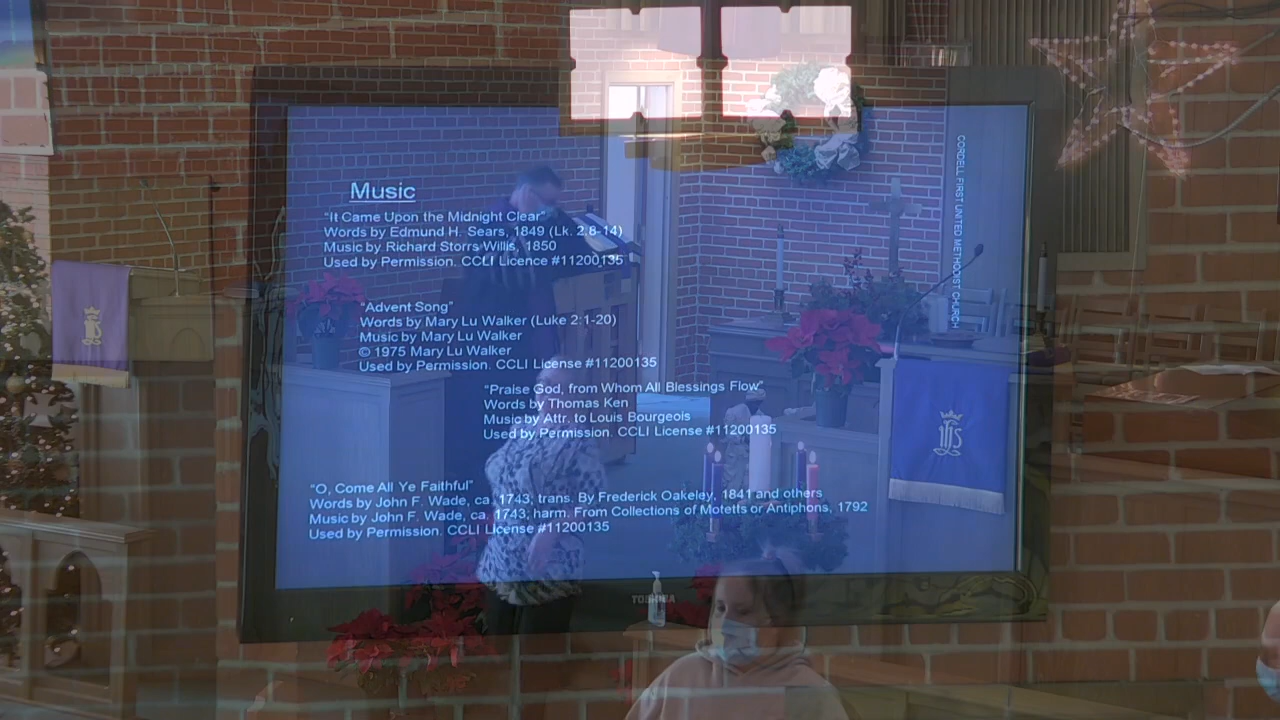 Music
"It Came Upon the Midnight Clear"
Words by Edmund H. Sears, 1849 (Lk. 2:8-14)
Music by Richard Storrs Willis, 1850
Used by Permission. CCLI Licence #11200135
"Advent Song"
Words by Mary Lu Walker (Luke 2:1-20)
Music by Mary Lu Walker
© 1975 Mary Lu Walker
Used by Permission. CCLI License #11200135
"Praise God, from Whom All Blessings Flow"
Words by Thomas Ken
Music by Attr. to Louis Bourgeois
Used by Permission. CCLI License #11200135
"O, Come All Ye Faithful"
Words by John F. Wade, ca. 1743; trans. By Frederick Oakeley, 1841 and others
Music by John F. Wade, ca. 1743; harm. From Collections of Motetts or Antiphons, 1792
Used by Permission. CCLI License #11200135
CORDELL FIRST UNITED METHODIST CHURCH
IHS
TOSHIBA